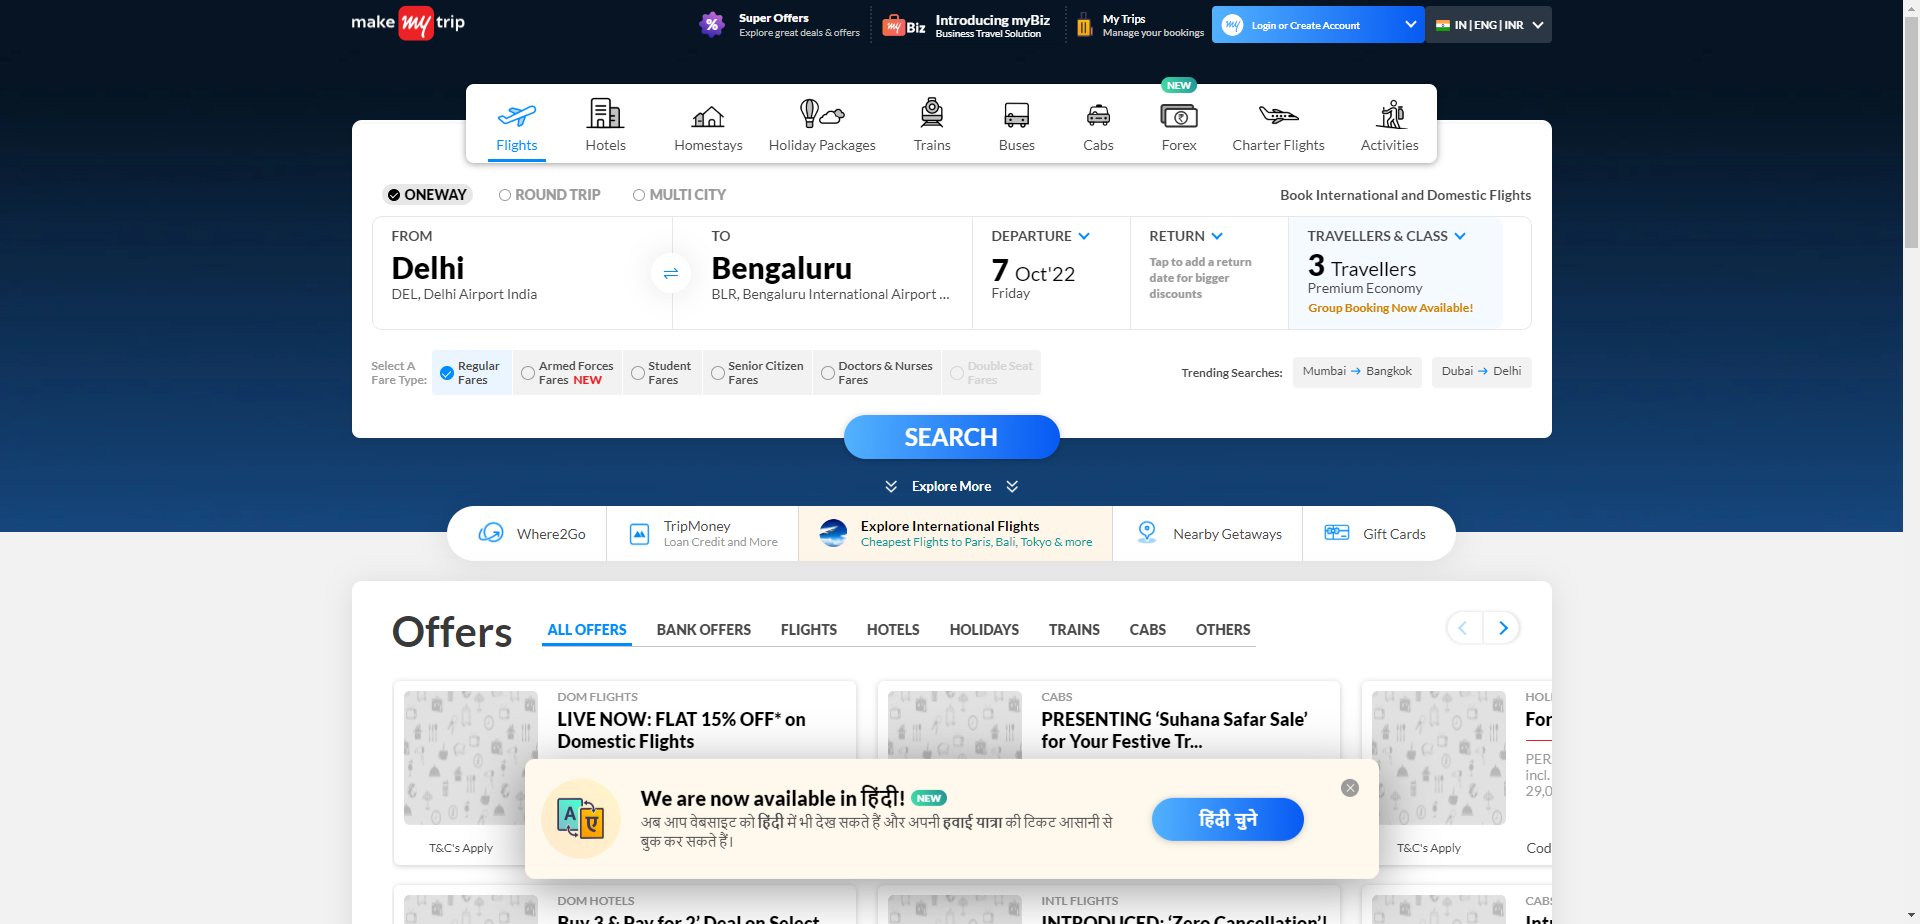 make my trip
%
Super Offers
Explore great deals & offers
my Biz
Introducing myBiz
Business Travel Solution
My Trips
Manage your bookings
my
Login or Create Account
IN | ENG | INR
NEW
Flights
Hotels
Homestays
Holiday Packages
Trains
Buses
Cabs
Forex
Charter Flights
Activities
ONEWAY
ROUND TRIP
MULTI CITY
Book International and Domestic Flights
FROM
Delhi
DEL, Delhi Airport India
TO
Bengaluru
BLR, Bengaluru International Airport ...
DEPARTURE
7 Oct'22
Friday
RETURN
Tap to add a return
date for bigger
discounts
TRAVELLERS & CLASS
3 Travellers
Premium Economy
Group Booking Now Available!
Select A
Fare Type:
Regular
Fares
Armed Forces
Fares NEW
Student
Fares
Senior Citizen
Fares
Doctors & Nurses
Fares
Double Seat
Fares
Trending Searches:
Mumbai → Bangkok
Dubai → Delhi
SEARCH
Explore More
Where2Go
TripMoney
Loan Credit and More
Explore International Flights
Cheapest Flights to Paris, Bali, Tokyo & more
Nearby Getaways
Gift Cards
Offers
ALL OFFERS
BANK OFFERS
FLIGHTS
HOTELS
HOLIDAYS
TRAINS
CABS
OTHERS
DOM FLIGHTS
LIVE NOW: FLAT 15% OFF* on
Domestic Flights
T&C's Apply
CABS
PRESENTING ‘Suhana Safar Sale’
for Your Festive Tr...
HOLI
For
PER
incl.
29,0
T&C's Apply
Cod
A ए
We are now available in हिंदी! NEW
अब आप वेबसाइट को हिंदी में भी देख सकते हैं और अपनी हवाई यात्रा की टिकट आसानी से
बुक कर सकते हैं।
हिंदी चुने
DOM HOTELS
Buy 3 & Pay for 2’ Deal on Select
INTL FLIGHTS
INTRODUCED: ‘Zero Cancellation’!
CABS
Intr